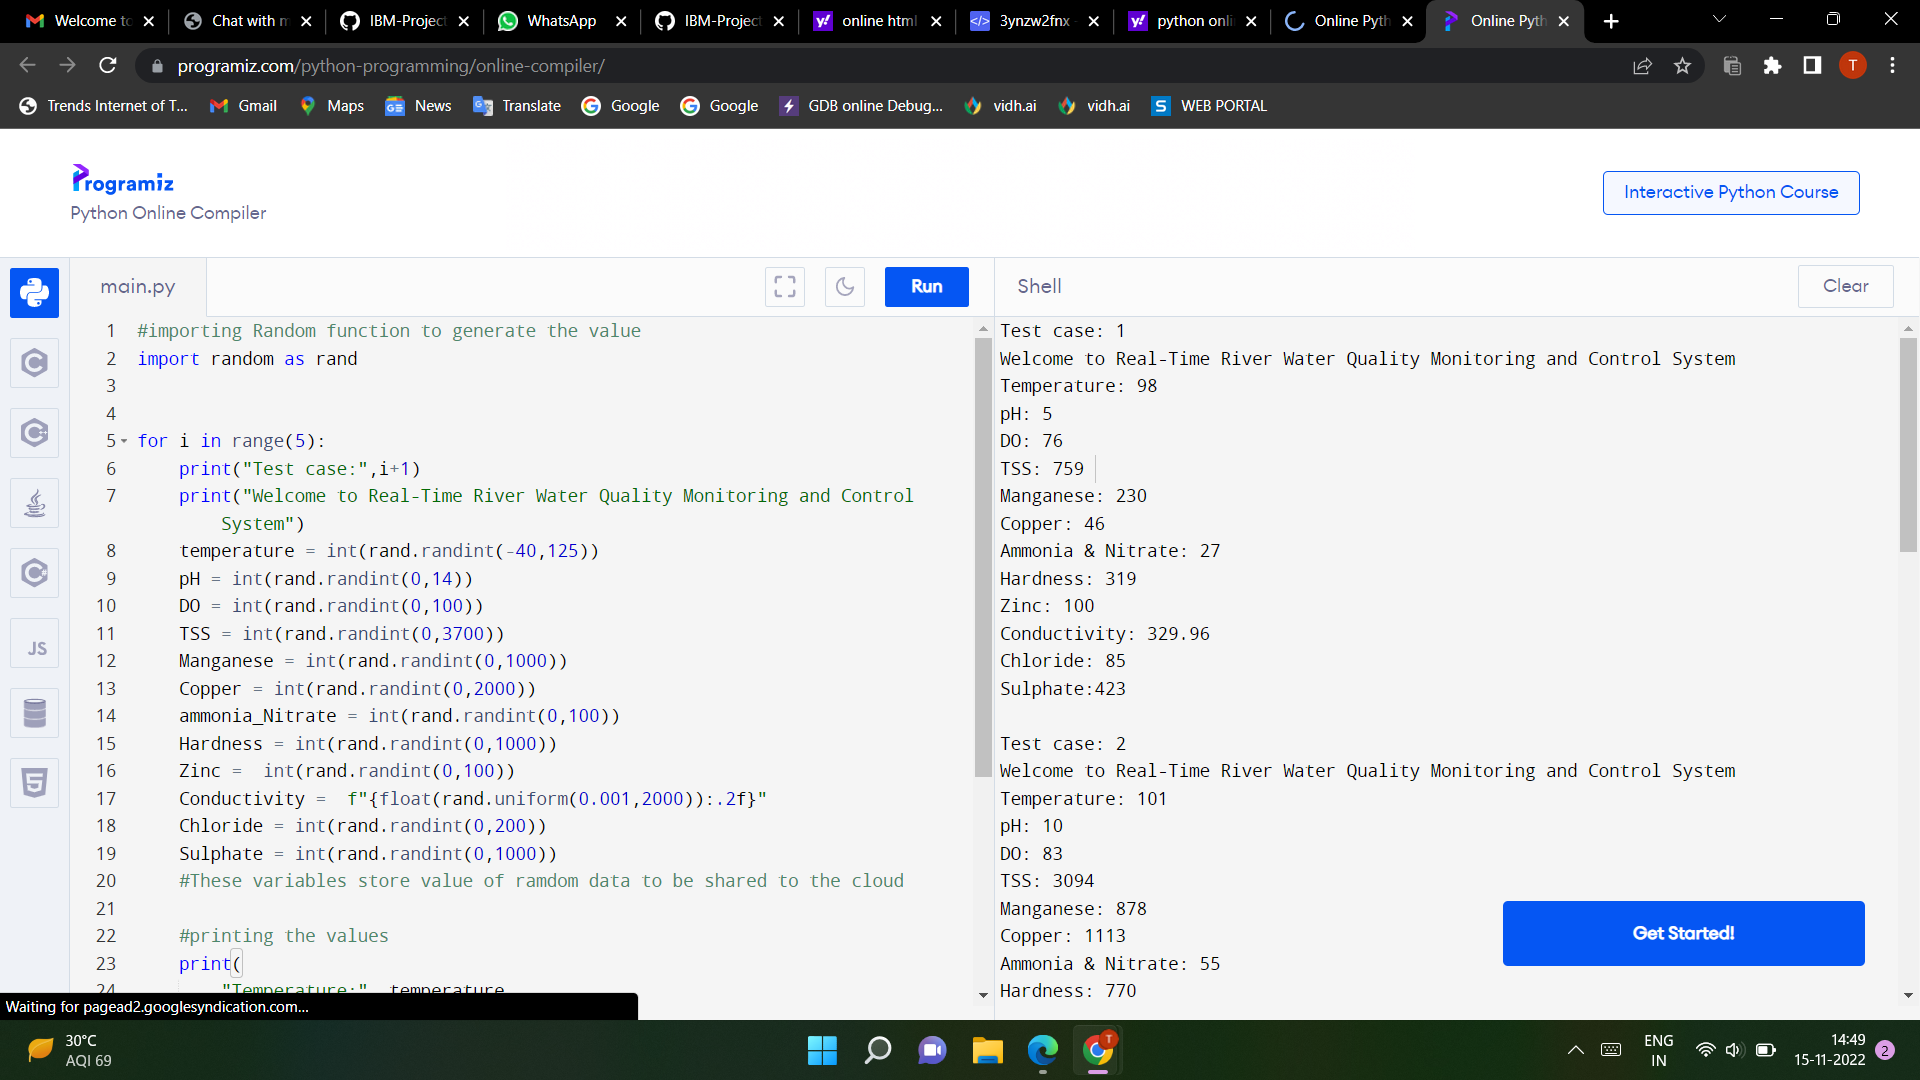 Welcome to
Chat with m
IBM-Project
WhatsApp
IBM-Project
online html
3ynzw2fnx -
python onli
Online Pyth
Online Pyth
programiz.com/python-programming/online-compiler/
T
Trends Internet of T...
Gmail
Maps
News
Translate
Google
Google
GDB online Debug...
vidh.ai
vidh.ai
S
WEB PORTAL
Programiz
Python Online Compiler
Interactive Python Course
main.py
Run
Shell
Clear
JS
1 #importing Random function to generate the value
2 import random as rand
3
4
5 for i in range(5):
6 print("Test case:",i+1)
7 print("Welcome to Real-Time River Water Quality Monitoring and Control
System")
8 temperature = int(rand.randint(-40,125))
9 pH = int(rand.randint(0,14))
10 DO = int(rand.randint(0,100))
11 TSS = int(rand.randint(0,3700))
12 Manganese = int(rand.randint(0,1000))
13 Copper = int(rand.randint(0,2000))
14 ammonia_Nitrate = int(rand.randint(0,100))
15 Hardness = int(rand.randint(0,1000))
16 Zinc =  int(rand.randint(0,100))
17 Conductivity =  f"{float(rand.uniform(0.001,2000)):.2f}"
18 Chloride = int(rand.randint(0,200))
19 Sulphate = int(rand.randint(0,1000))
20 #These variables store value of ramdom data to be shared to the cloud
21
22 #printing the values
23 print(
24 "Temperature:", temperature
Test case: 1
Welcome to Real-Time River Water Quality Monitoring and Control System
Temperature: 98
pH: 5
DO: 76
TSS: 759
Manganese: 230
Copper: 46
Ammonia & Nitrate: 27
Hardness: 319
Zinc: 100
Conductivity: 329.96
Chloride: 85
Sulphate:423
Test case: 2
Welcome to Real-Time River Water Quality Monitoring and Control System
Temperature: 101
pH: 10
DO: 83
TSS: 3094
Manganese: 878
Copper: 1113
Ammonia & Nitrate: 55
Hardness: 770
Get Started!
Waiting for pagead2.googlesyndication.com...
30°C
AQI 69
T
ENG
IN
14:49
15-11-2022
2